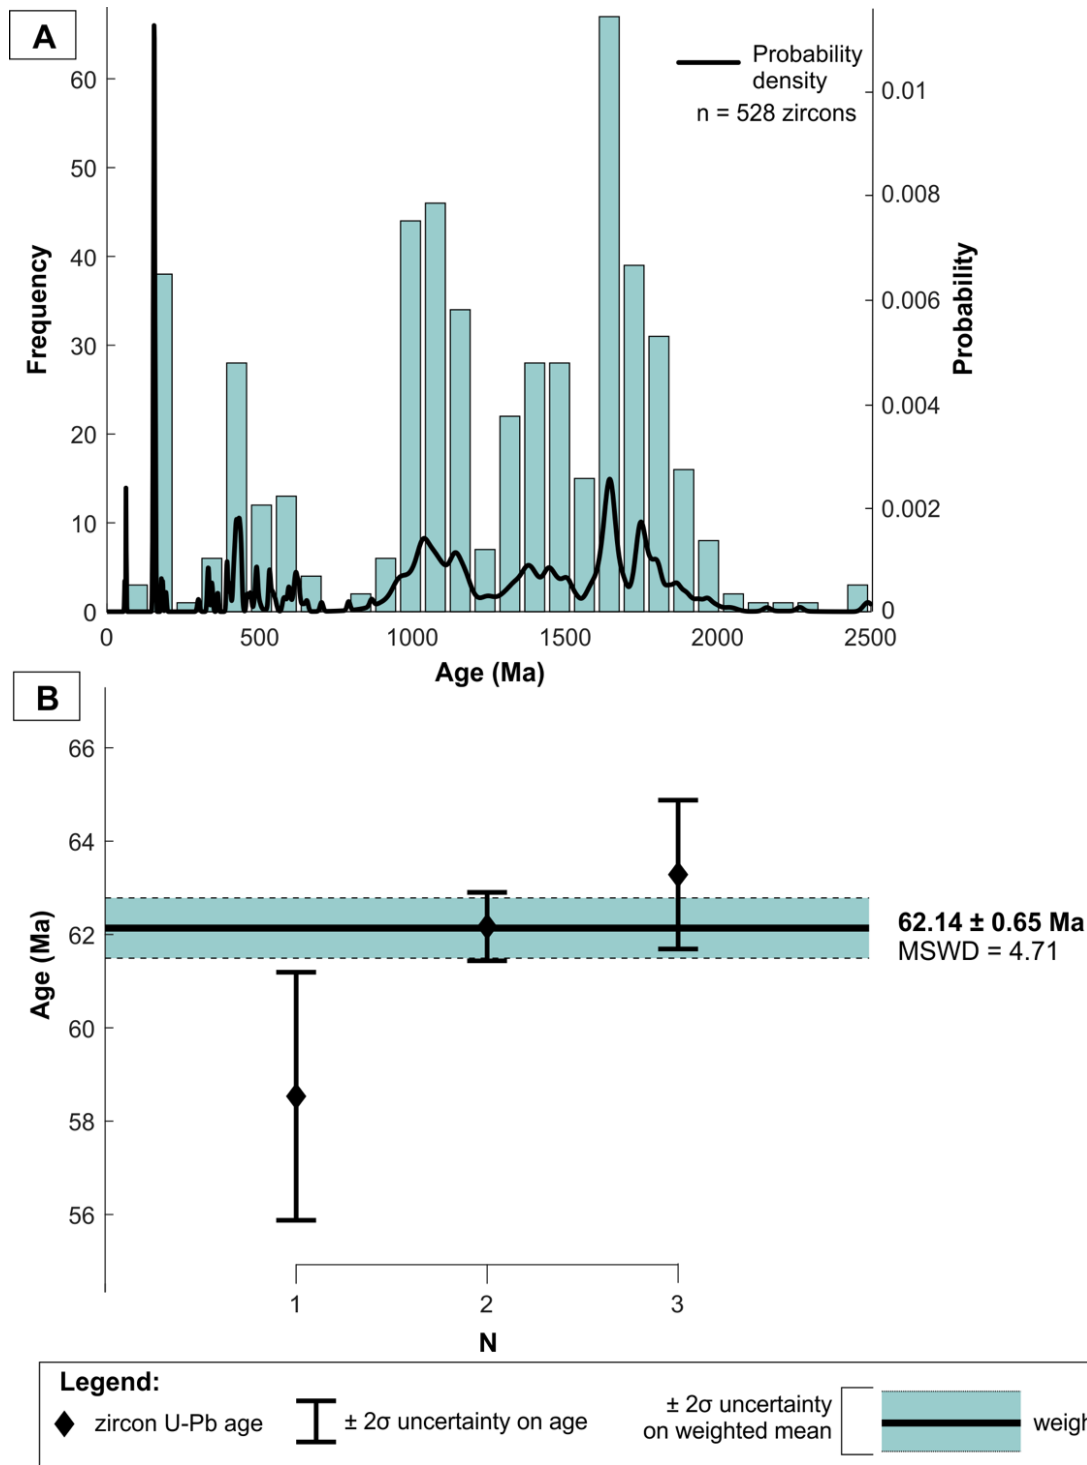 A
Probability
density
n = 528 zircons
Frequency
60
50
40
30
20
10
0
0.01
0.008
0.006
0.004
0.002
0
Probability
0 500 1000 1500 2000 2500
Age (Ma)
B
Age (Ma)
66
64
62
60
58
56
62.14 ± 0.65 Ma
MSWD = 4.71
1 2 3
N
Legend:
zircon U-Pb age
± 2σ uncertainty on age
± 2σ uncertainty
on weighted mean
weigh